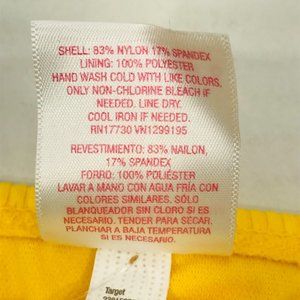 SHELL: 83% NYLON 17% SPANDEX
LINING: 100% POLYESTER
HAND WASH COLD WITH LIKE COLORS,
ONLY NON-CHLORINE BLEACH IF
NEEDED. LINE DRY.
COOL IRON IF NEEDED.
RN17730 VN1299195
REVESTIMIENTO: 83% NAILON,
17% SPANDEX
FORRO: 100% POLIÉSTER
LAVAR A MANO CON AGUA FRÍA CON
COLORES SIMILARES. SÓLO
BLANQUEADOR SIN CLORO SI ES
NECESARIO. TENDER PARA SECAR.
PLANCHAR A BAJA TEMPERATURA
SI ES NECESARIO.
Target